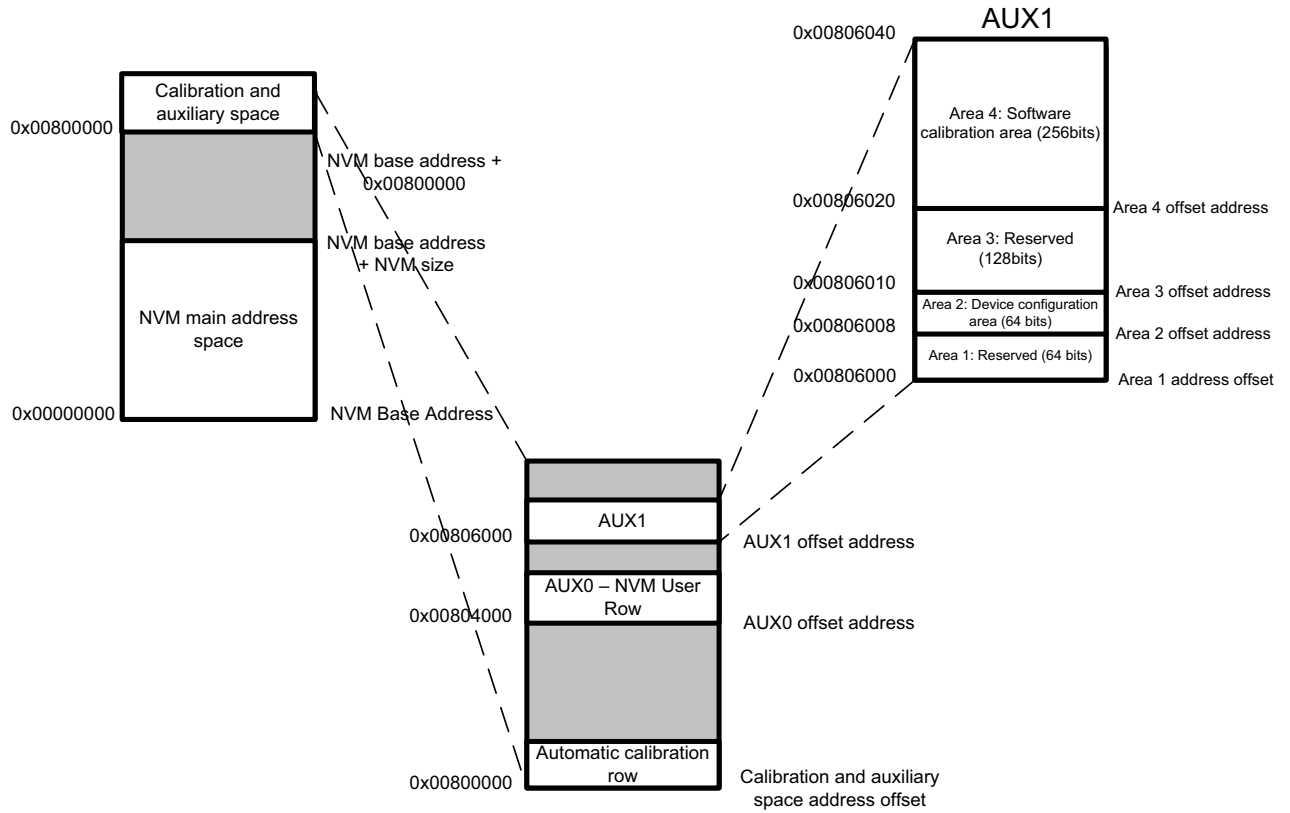 Calibration and
auxiliary space
0x00800000
NVM base address +
0x00800000
NVM base address
+ NVM size
NVM main address
space
0x00000000
NVM Base Address
AUX1
0x00806040
Area 4: Software
calibration area (256bits)
0x00806020
Area 4 offset address
Area 3: Reserved
(128bits)
0x00806010
Area 3 offset address
Area 2: Device configuration
area (64 bits)
0x00806008
Area 2 offset address
Area 1: Reserved (64 bits)
0x00806000
Area 1 address offset
AUX1
0x00806000
AUX1 offset address
AUX0 – NVM User
Row
0x00804000
AUX0 offset address
Automatic calibration
row
0x00800000
Calibration and auxiliary
space address offset